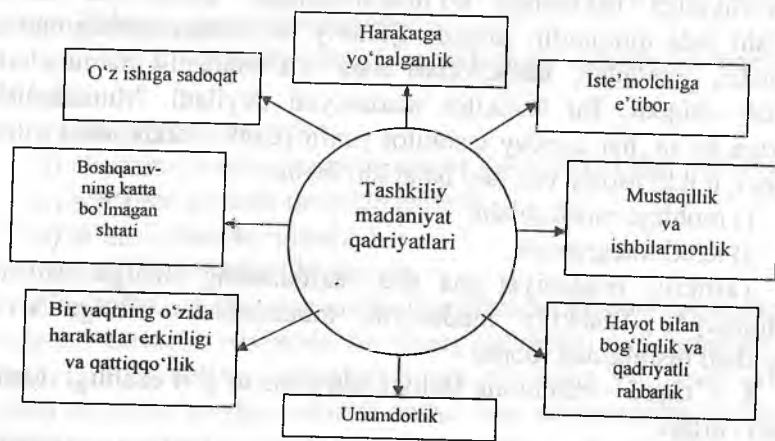 Harakatga
yo‘nalganlik
O‘z ishiga sadoqat
Iste’molchiga
e’tibor
Boshqaruv-
ning katta
bo‘lmagan
shtati
Tashkiliy
madaniyat
qadriyatlari
Mustaqillik
va
ishbilarmonlik
Bir vaqtning o‘zida
harakatlar erkinligi
va qattiqqo‘llik
Hayot bilan
bog‘liqlik va
qadriyatli
rahbarlik
Unumdorlik